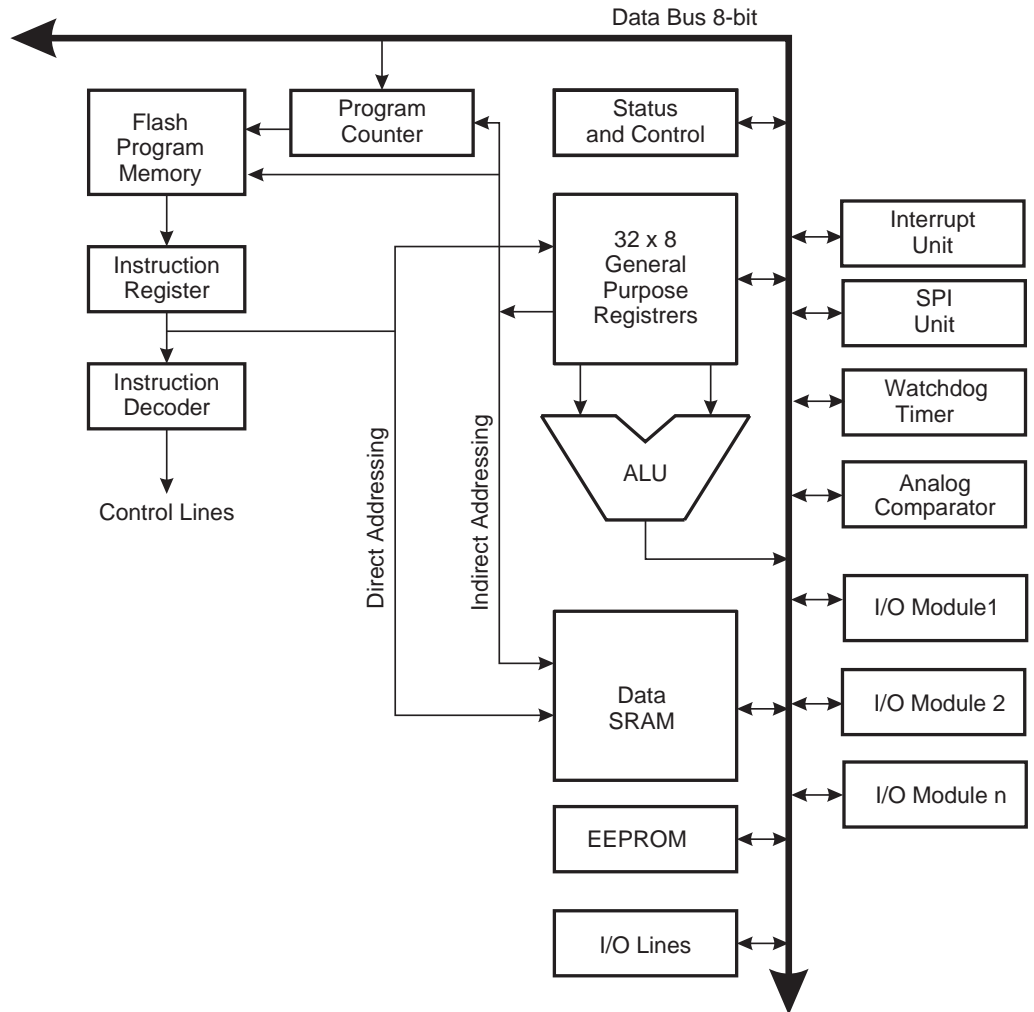 Data Bus 8-bit
Flash
Program
Memory
Program
Counter
Status
and Control
32 x 8
General
Purpose
Registrers
Interrupt
Unit
Instruction
Register
SPI
Unit
Instruction
Decoder
Watchdog
Timer
Control Lines
Direct Addressing
Indirect Addressing
ALU
Analog
Comparator
I/O Module1
Data
SRAM
I/O Module 2
I/O Module n
EEPROM
I/O Lines